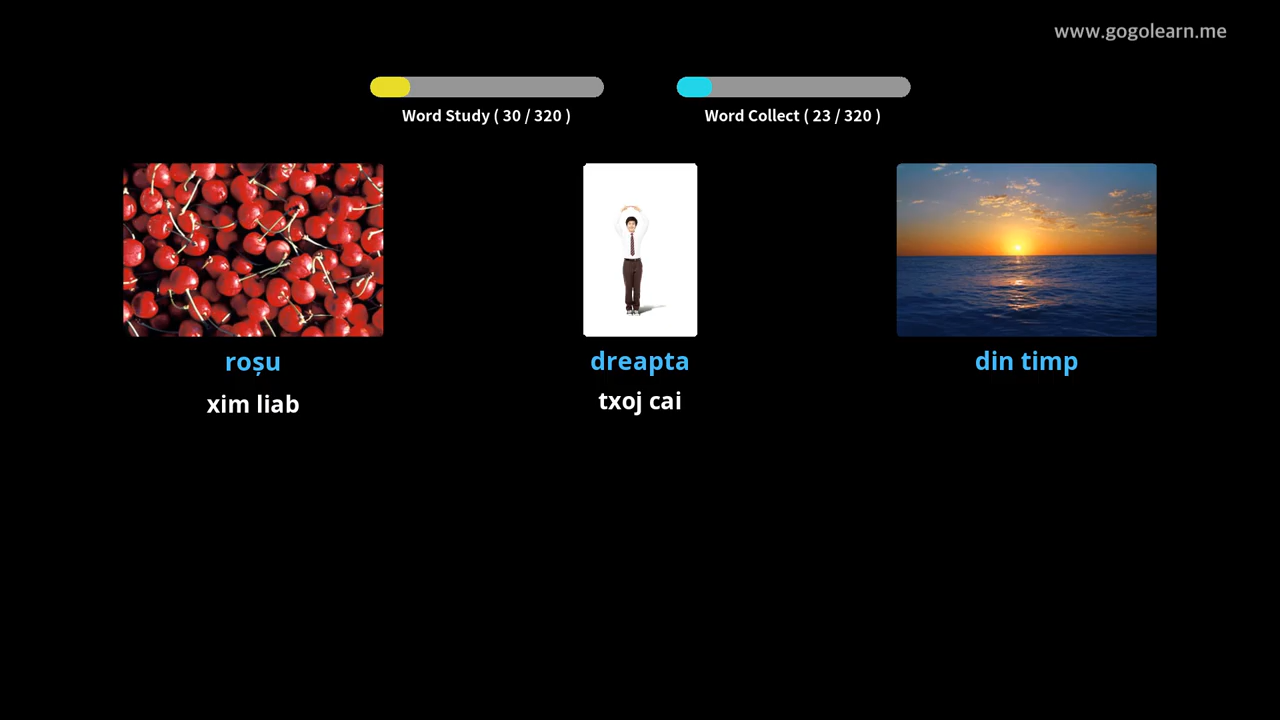 www.gogolearn.me
Word Study ( 30 / 320 )
Word Collect ( 23 / 320 )
roșu
dreapta
din timp
xim liab
txoj cai